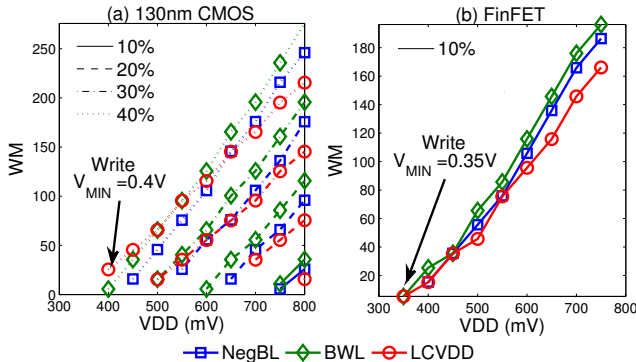 (a) 130nm CMOS
WM
250
200
150
100
50
0
10%
20%
30%
40%
Write
VMIN =0.4V
300 400 500 600 700 800
VDD (mV)
(b) FinFET
WM
180
160
140
120
100
80
60
40
20
10%
Write
VMIN =0.35V
300 400 500 600 700 800
VDD (mV)
NegBL BWL LCVDD